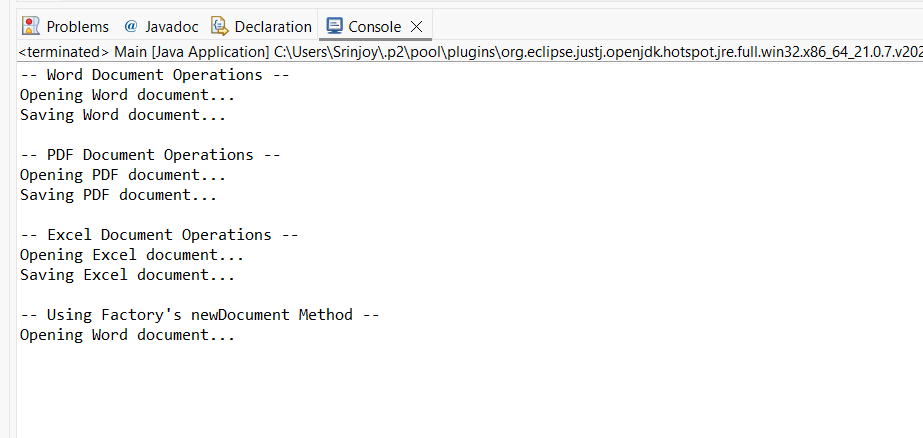 Problems @ Javadoc Declaration Console
<terminated> Main [Java Application] C:\Users\Srinjoy\.p2\pool\plugins\org.eclipse.justj.openjdk.hotspot.jre.full.win32.x86_64_21.0.7.v202
-- Word Document Operations --
Opening Word document...
Saving Word document...
-- PDF Document Operations --
Opening PDF document...
Saving PDF document...
-- Excel Document Operations --
Opening Excel document...
Saving Excel document...
-- Using Factory's newDocument Method --
Opening Word document...